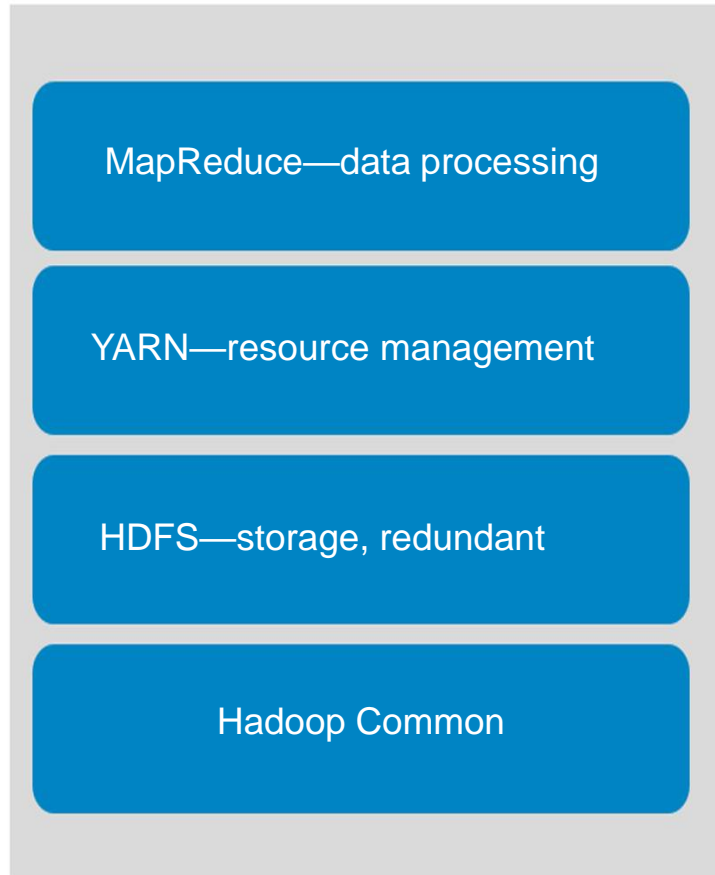 MapReduce—data processing
YARN—resource management
HDFS—storage, redundant
Hadoop Common